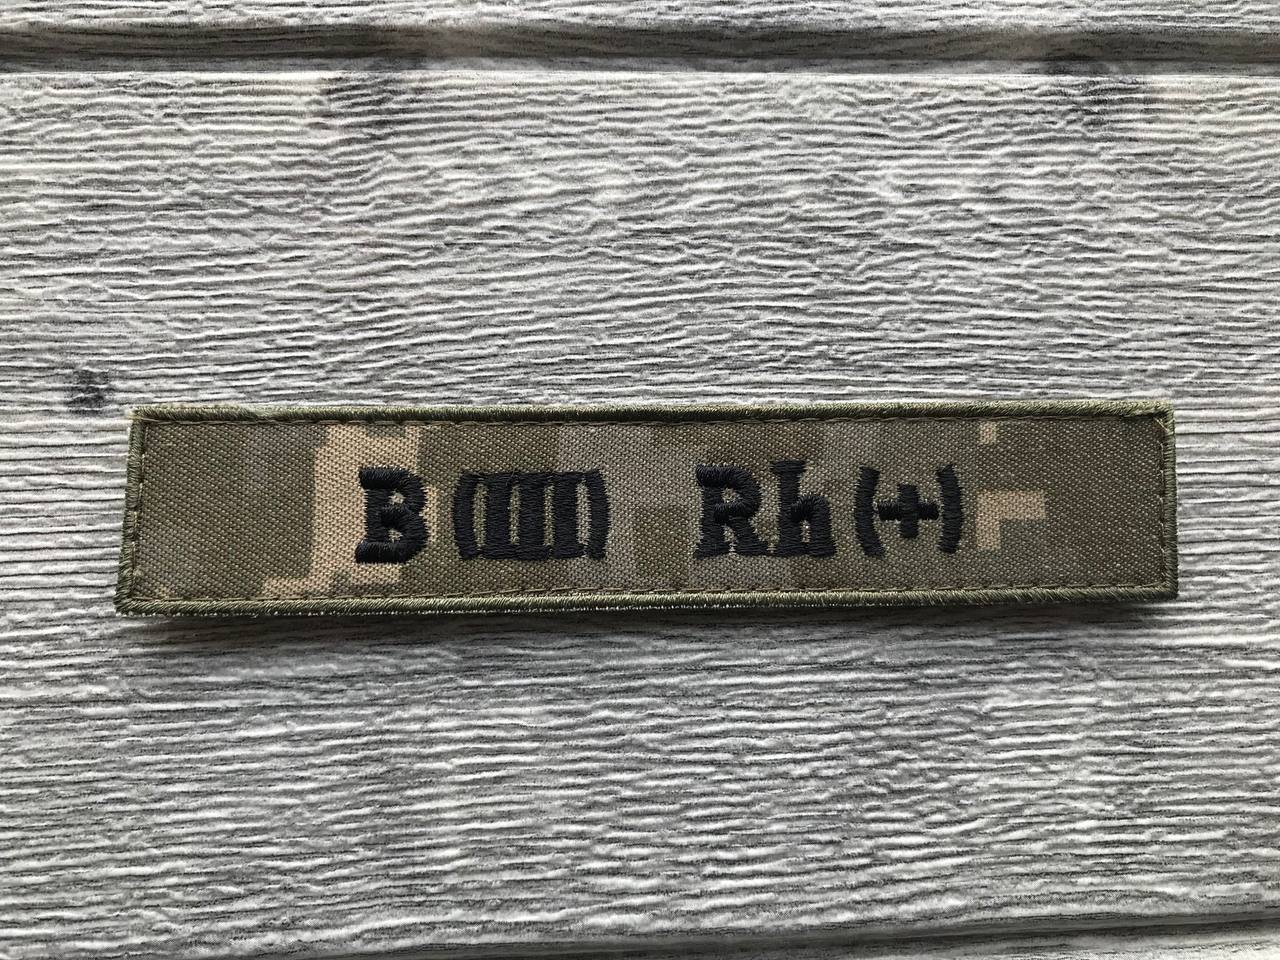 B (III) Rh (+)